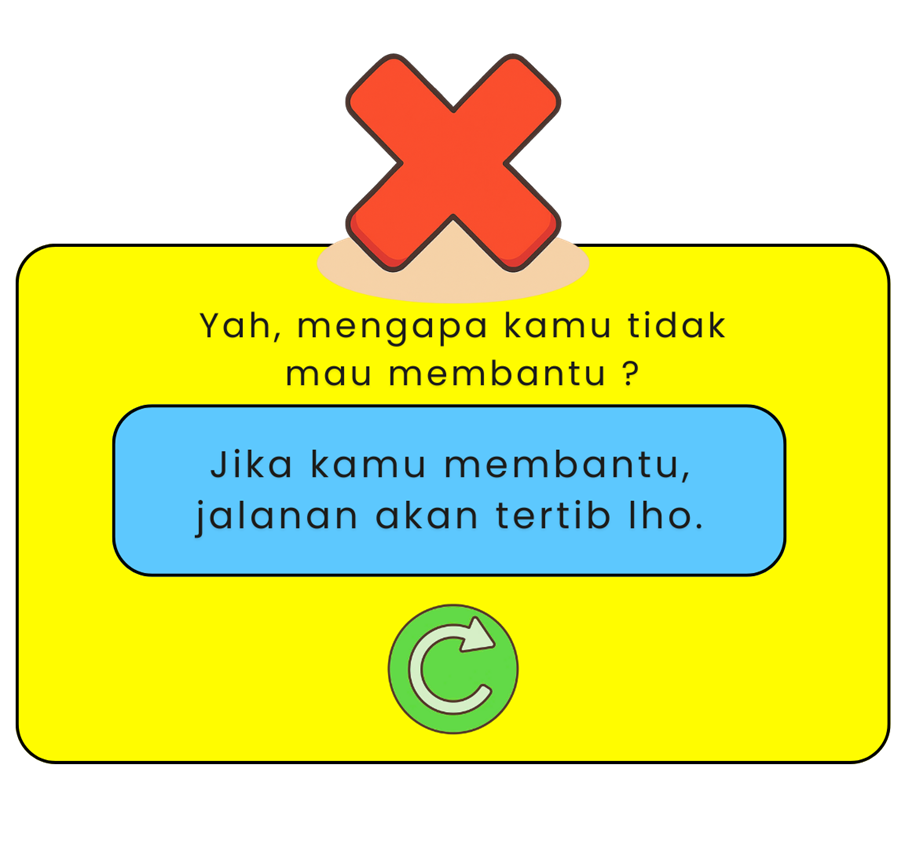 Yah, mengapa kamu tidak
mau membantu ?
Jika kamu membantu,
jalanan akan tertib lho.